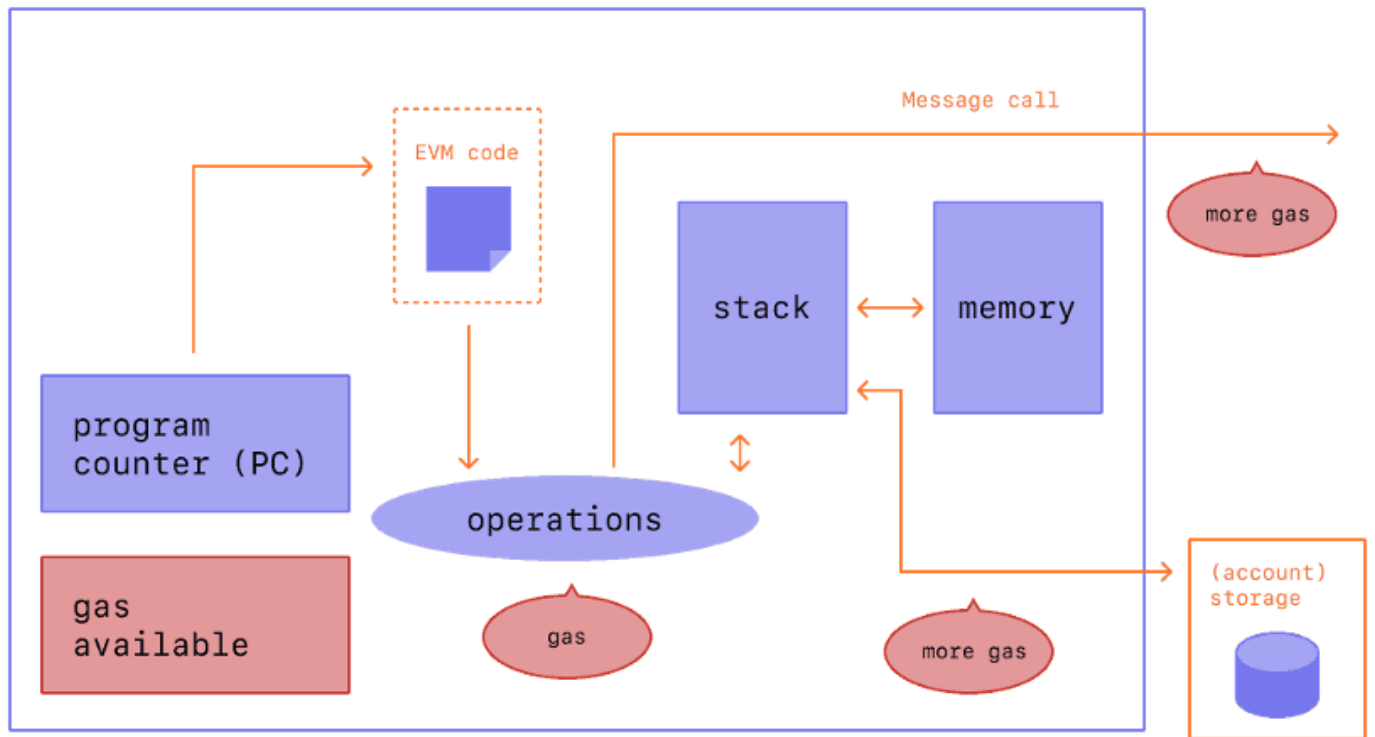 Message call
EVM code
more gas
stack
memory
program
counter (PC)
operations
(account)
storage
gas
available
gas
more gas